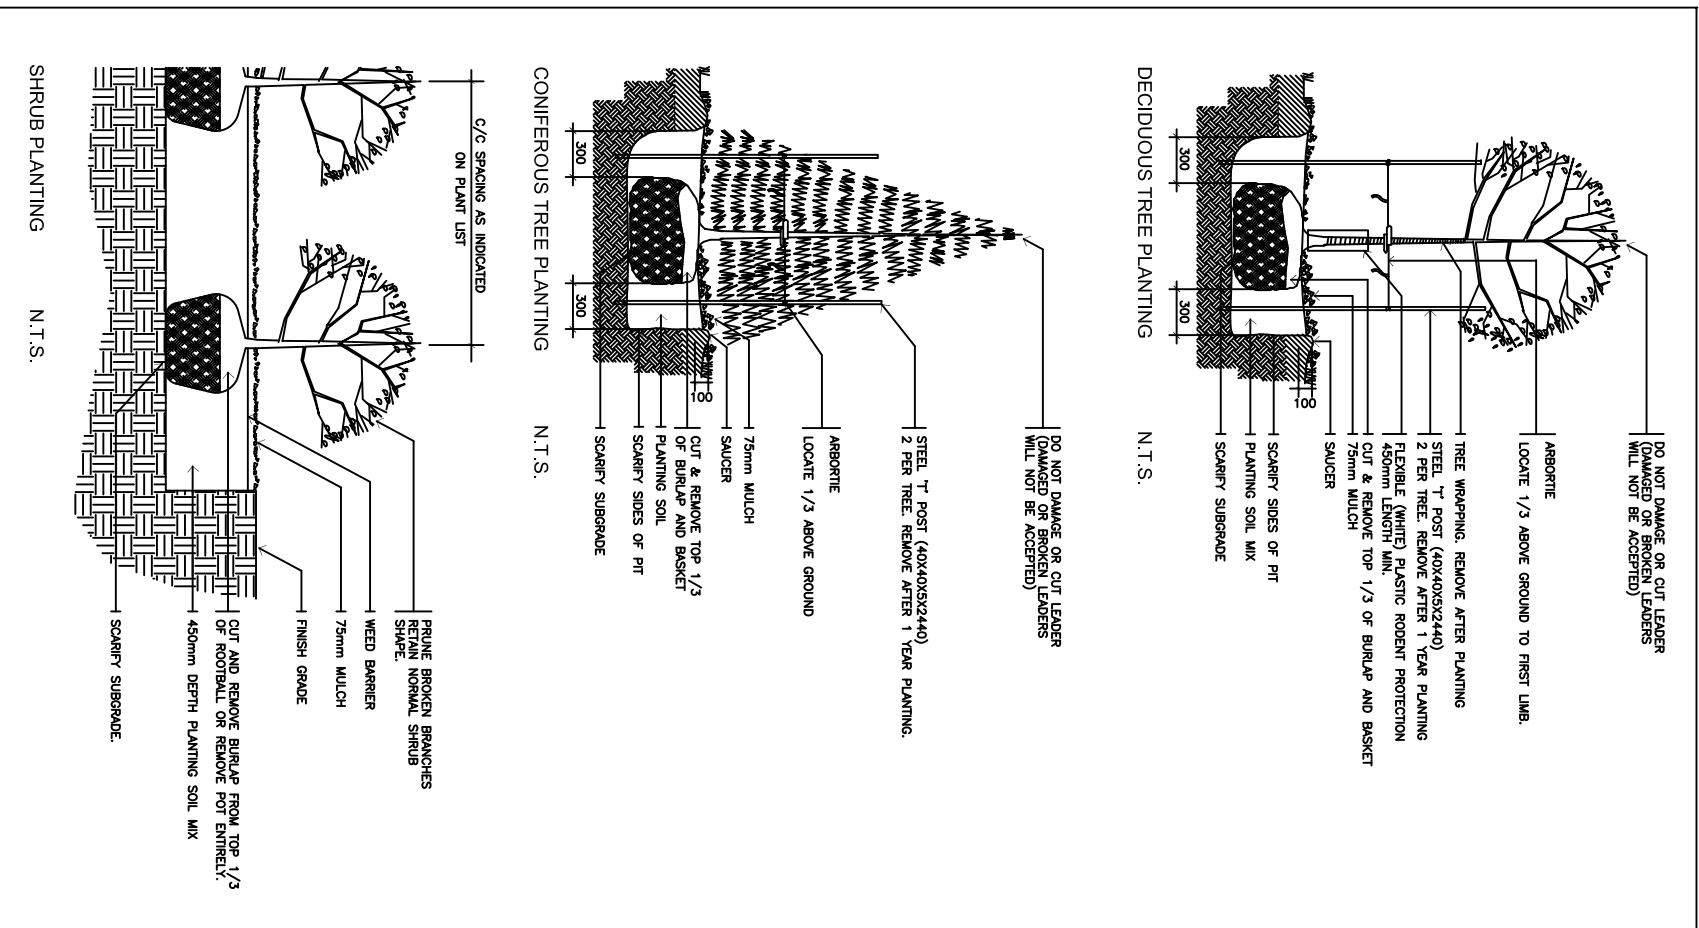 DO NOT DAMAGE OR CUT LEADER
(DAMAGED OR BROKEN LEADERS
WILL NOT BE ACCEPTED)
ARBORTIE
LOCATE 1/3 ABOVE GROUND TO FIRST LIMB.
TREE WRAPPING. REMOVE AFTER PLANTING
STEEL "T" POST (40X40X5X2440)
2 PER TREE. REMOVE AFTER 1 YEAR PLANTING
FLEXIBLE (WHITE) PLASTIC RODENT PROTECTION
450mm LENGTH MIN.
CUT & REMOVE TOP 1/3 OF BURLAP AND BASKET
75mm MULCH
SAUCER
100
SCARIFY SIDES OF PIT
PLANTING SOIL MIX
SCARIFY SUBGRADE
300
300
DECIDUOUS TREE PLANTING N.T.S.
DO NOT DAMAGE OR CUT LEADER
(DAMAGED OR BROKEN LEADERS
WILL NOT BE ACCEPTED)
STEEL "T" POST (40X40X5X2440)
2 PER TREE. REMOVE AFTER 1 YEAR PLANTING.
ARBORTIE
LOCATE 1/3 ABOVE GROUND
75mm MULCH
SAUCER
100
CUT & REMOVE TOP 1/3
OF BURLAP AND BASKET
PLANTING SOIL
SCARIFY SIDES OF PIT
SCARIFY SUBGRADE
300
300
CONIFEROUS TREE PLANTING N.T.S.
C/C SPACING AS INDICATED
ON PLANT LIST
PRUNE BROKEN BRANCHES
RETAIN NORMAL SHRUB
SHAPE.
WEED BARRIER
75mm MULCH
FINISH GRADE
CUT AND REMOVE BURLAP FROM TOP 1/3
OF ROOTBALL OR REMOVE POT ENTIRELY.
450mm DEPTH PLANTING SOIL MIX
SCARIFY SUBGRADE.
SHRUB PLANTING N.T.S.